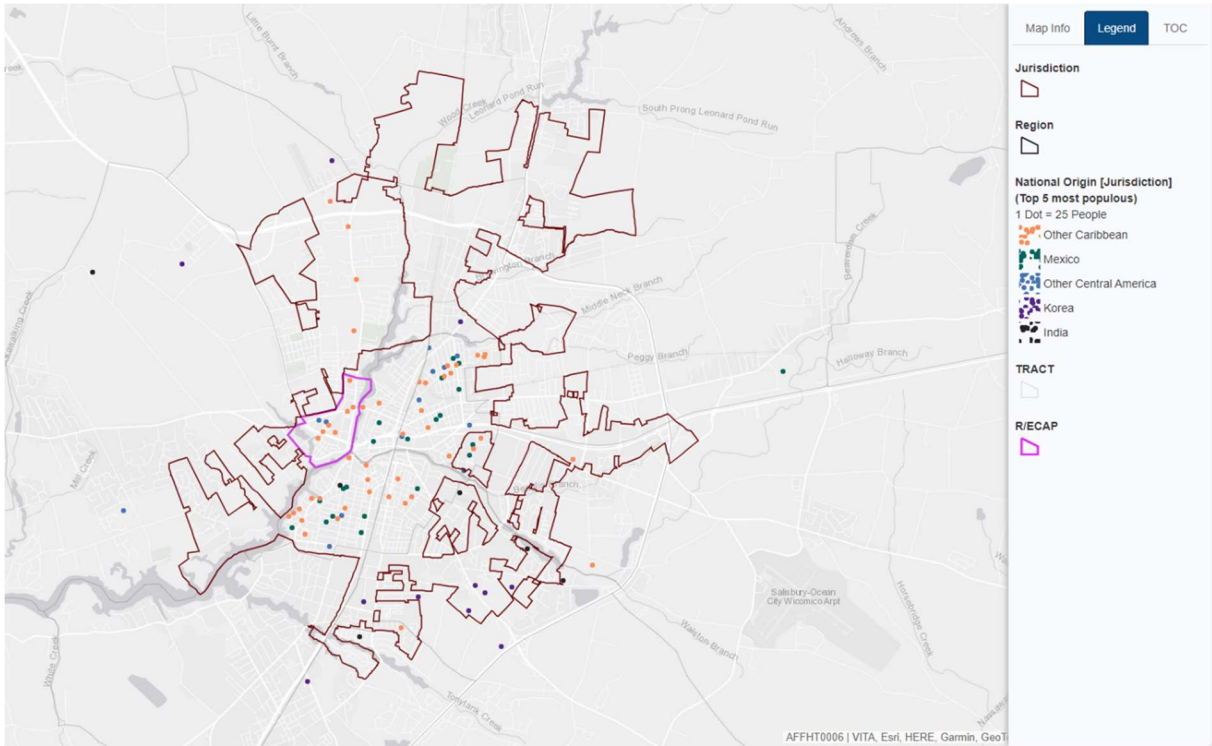 Map Info
Legend
TOC
Jurisdiction
Region
National Origin [Jurisdiction]
(Top 5 most populous)
1 Dot = 25 People
Other Caribbean
Mexico
Other Central America
Korea
India
TRACT
R/ECAP
Little Burnt Branch
Andrews Branch
Wood Creek
Leonard Pond Run
South Prong Leonard Pond Run
Beaverdam Creek
Middle Neck Branch
Peggy Branch
Halloway Branch
Mill Creek
Branch
Salisbury-Ocean
City Wicomico Arpt
Horsebridge Creek
Walston Branch
White Creek
Tonytank Creek
AFFHT0006 | VITA, Esri, HERE, Garmin, GeoT